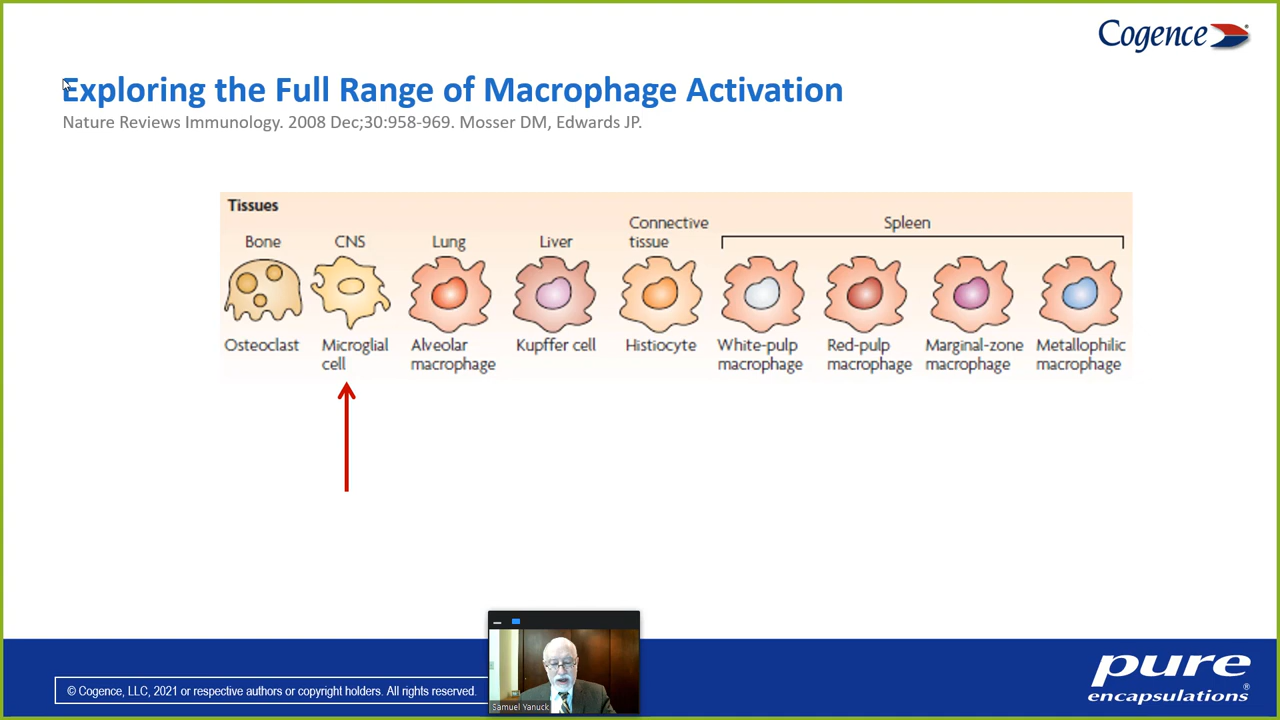 Cogence
Exploring the Full Range of Macrophage Activation
Nature Reviews Immunology. 2008 Dec;30:958-969. Mosser DM, Edwards JP.
Tissues
Bone
CNS
Lung
Liver
Connective
tissue
Spleen
Osteoclast
Microglial
cell
Alveolar
macrophage
Kupffer cell
Histiocyte
White-pulp
macrophage
Red-pulp
macrophage
Marginal-zone
macrophage
Metallophilic
macrophage
© Cogence, LLC, 2021 or respective authors or copyright holders. All rights reserved.
Samuel Yanuck
pure
encapsulations®